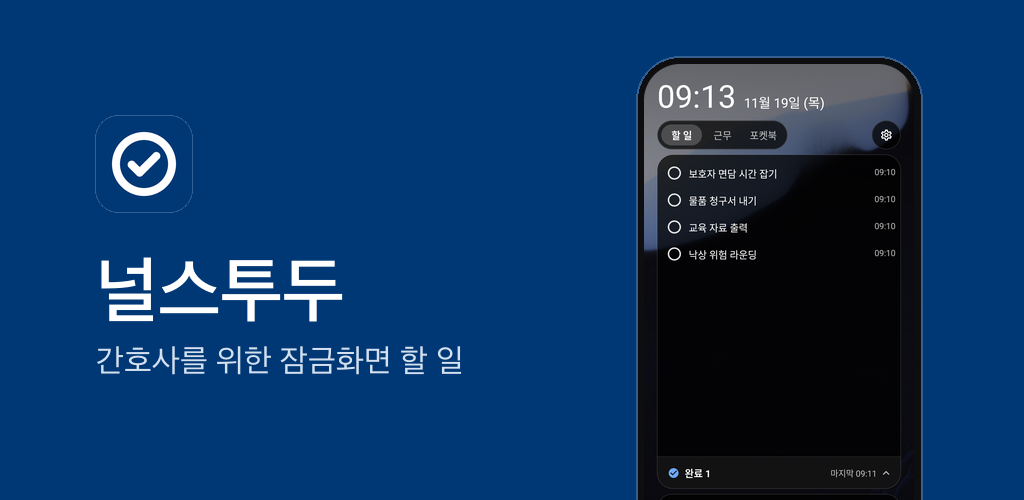 널스투두
간호사를 위한 잠금화면 할 일
09:13 11월 19일 (목)
할 일 근무 포켓북
보호자 면담 시간 잡기 09:10
물품 청구서 내기 09:10
교육 자료 출력 09:10
낙상 위험 라운딩 09:10
완료 1 마지막 09:11